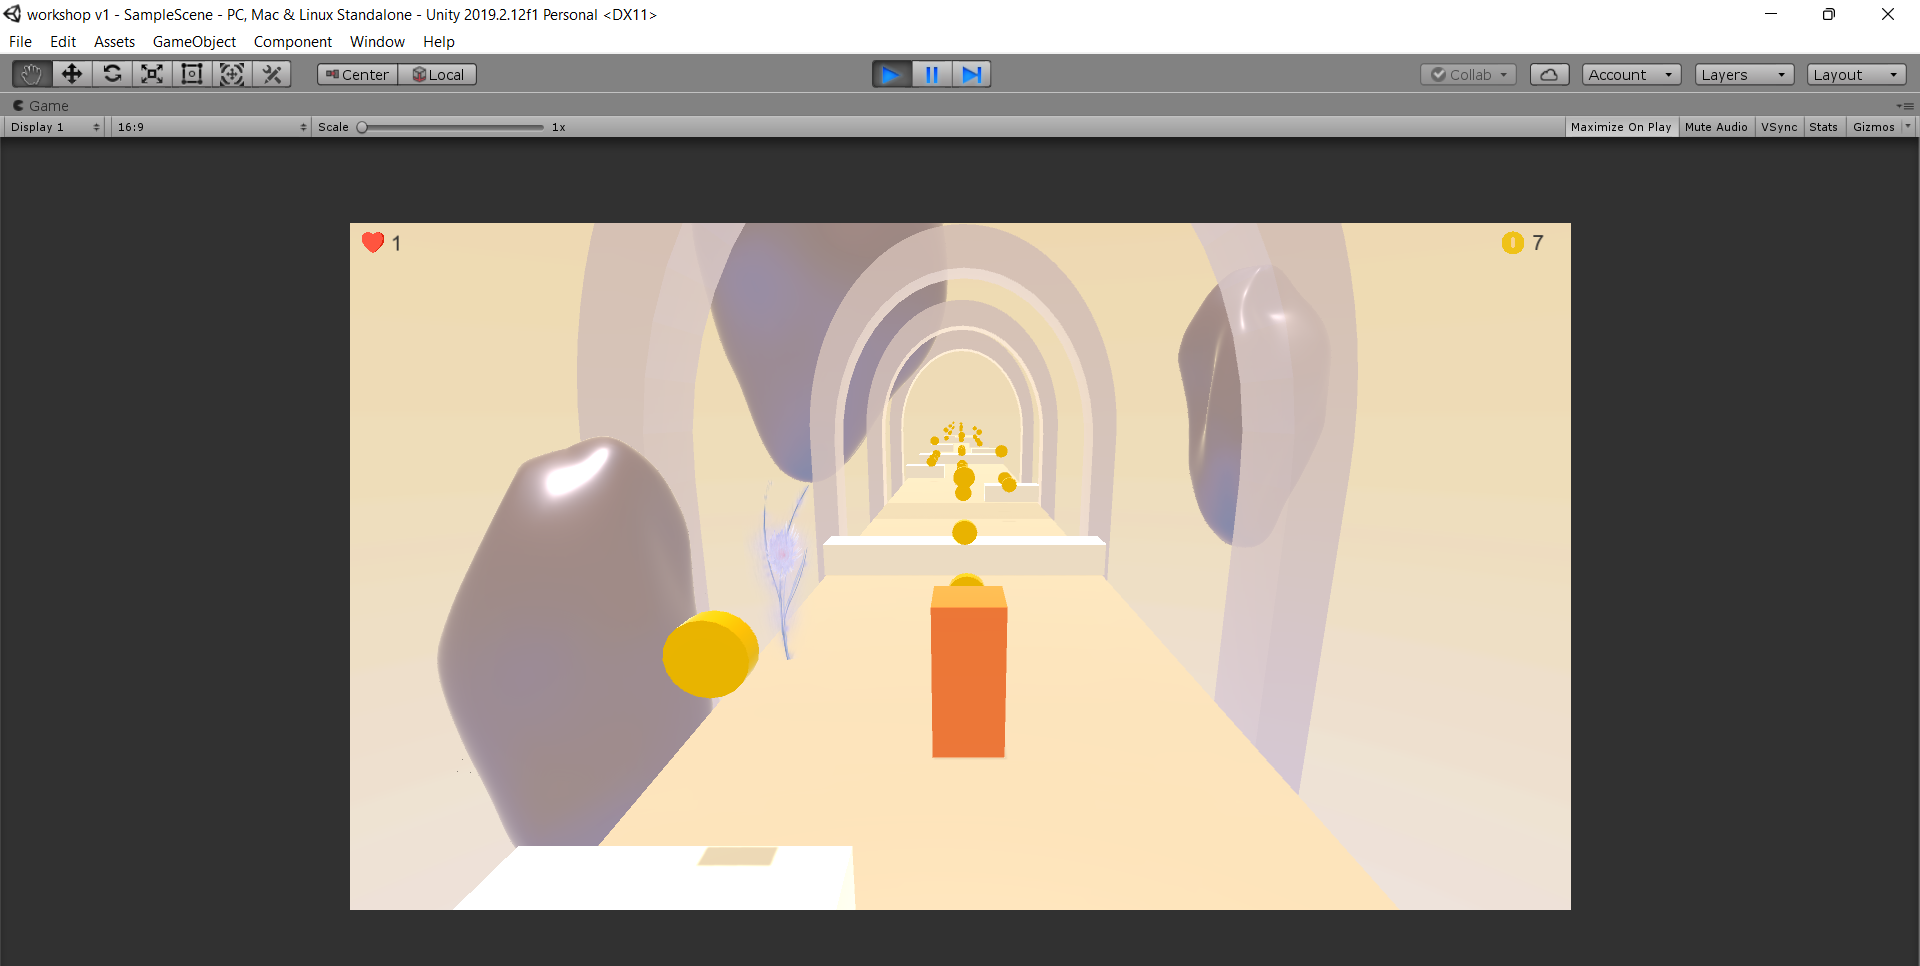 workshop v1 - SampleScene - PC, Mac & Linux Standalone - Unity 2019.2.12f1 Personal <DX11>
File Edit Assets GameObject Component Window Help
Center Local Collab Account Layers Layout
Game
Display 1 16:9 Scale 1x Maximize On Play Mute Audio VSync Stats Gizmos
1 7